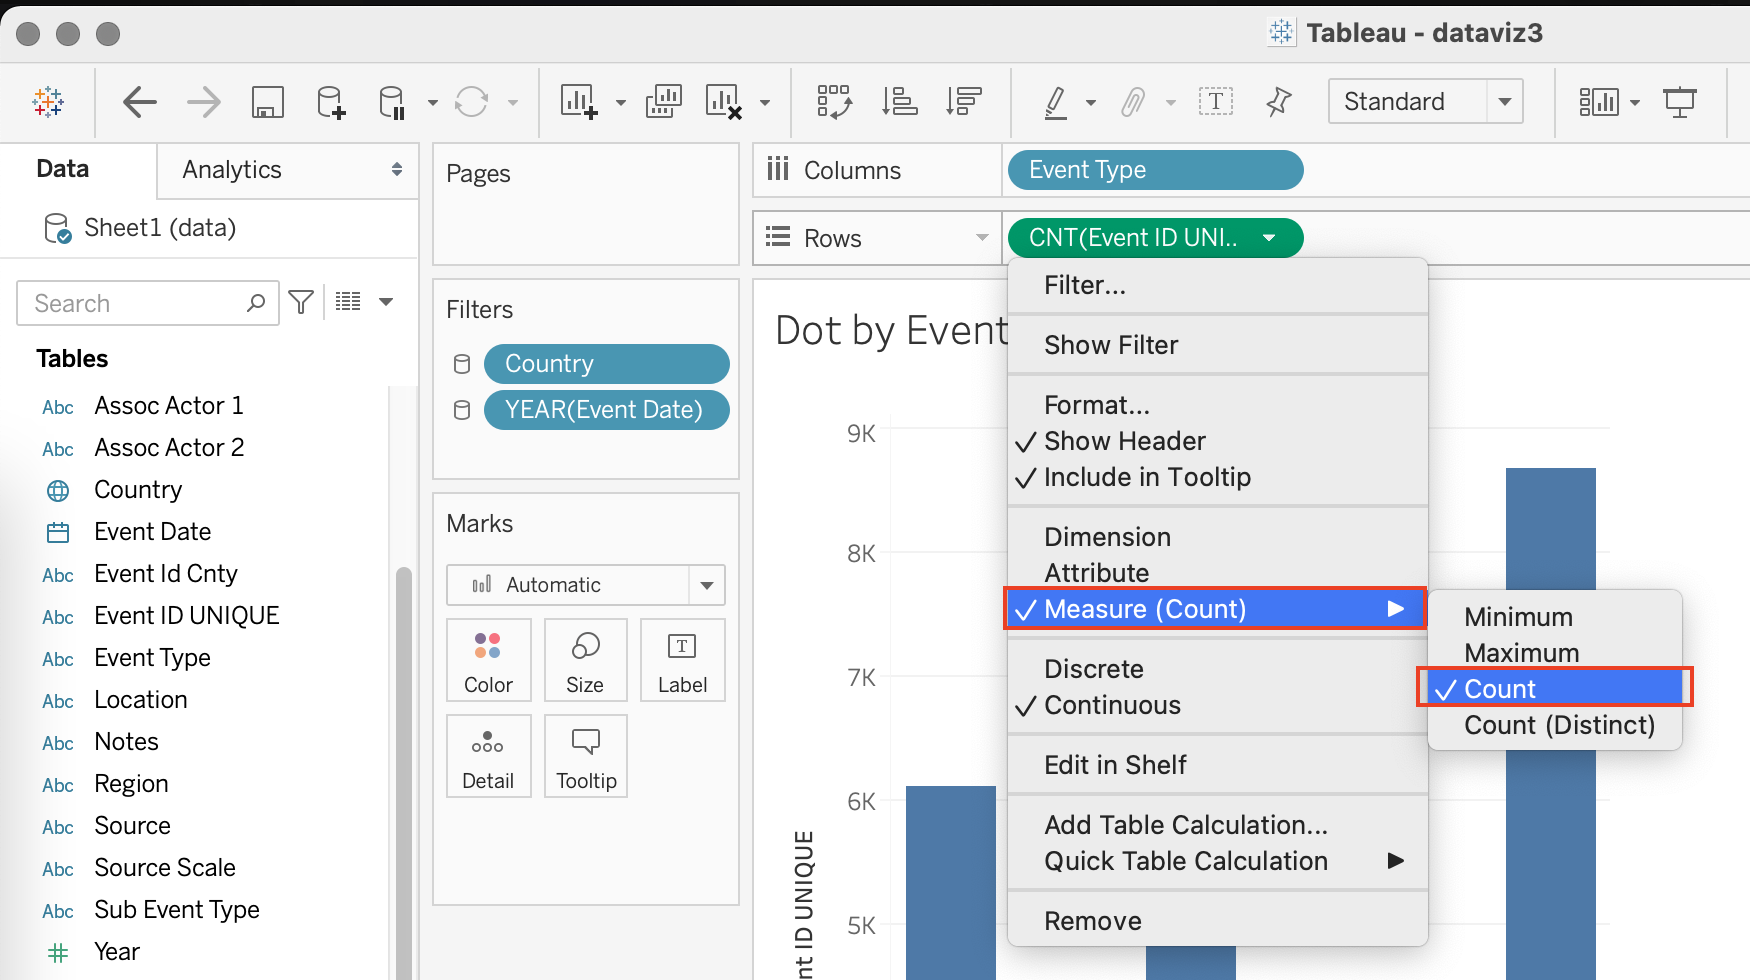 Tableau - dataviz3
Standard
Data
Analytics
Sheet1 (data)
Search
Tables
Abc Assoc Actor 1
Abc Assoc Actor 2
Country
Event Date
Abc Event Id Cnty
Abc Event ID UNIQUE
Abc Event Type
Abc Location
Abc Notes
Abc Region
Abc Source
Abc Source Scale
Abc Sub Event Type
Year
Pages
Filters
Country
YEAR(Event Date)
Marks
Automatic
Color
Size
T
Label
Detail
Tooltip
Columns
Event Type
Rows
CNT(Event ID UNI..
Dot by Event
9K
8K
7K
6K
5K
nt ID UNIQUE
Filter...
Show Filter
Format...
Show Header
Include in Tooltip
Dimension
Attribute
Measure (Count)
Discrete
Continuous
Edit in Shelf
Add Table Calculation...
Quick Table Calculation
Remove
Minimum
Maximum
Count
Count (Distinct)